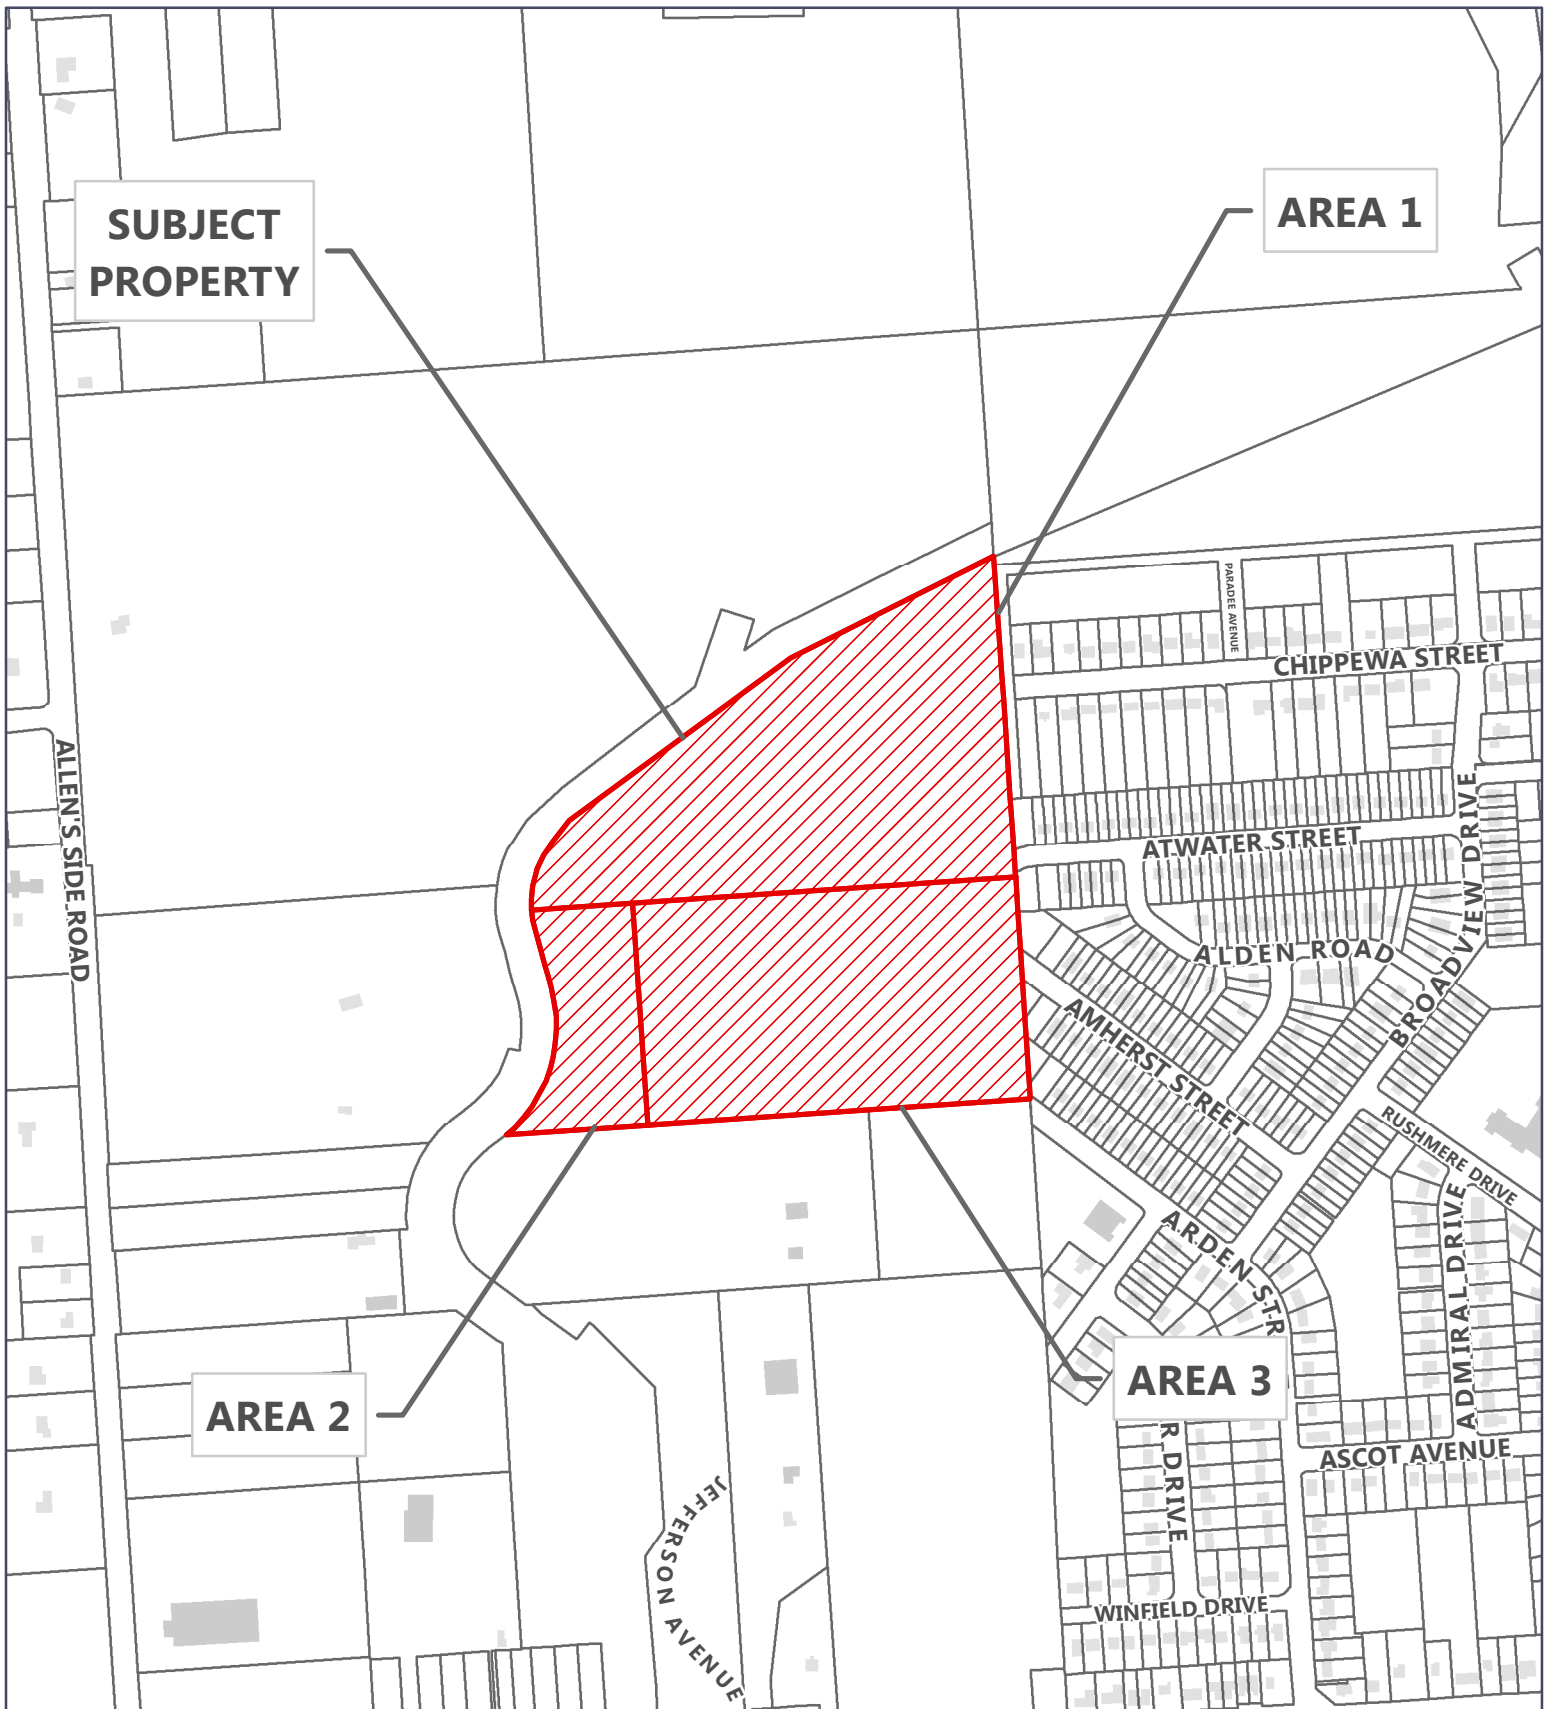 SUBJECT
PROPERTY
AREA 1
PARADEE AVENUE
CHIPPEWA STREET
ALLEN'S SIDE ROAD
ATWATER STREET
BROADVIEW DRIVE
ALDEN ROAD
AMHERST STREET
RUSHMERE DRIVE
ARDEN STR
ADMIRAL DRIVE
AREA 3
AREA 2
R DRIVE
ASCOT AVENUE
JEFFERSON AVENUE
WINFIELD DRIVE